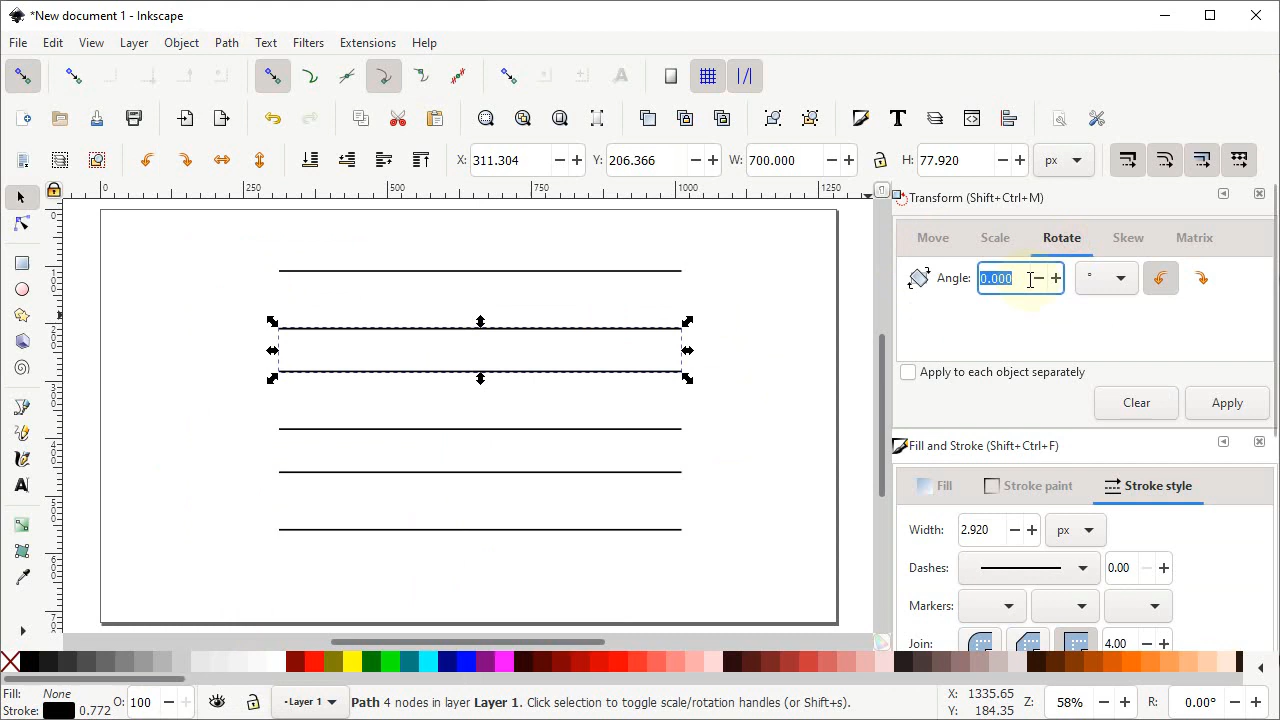 *New document 1 - Inkscape
File Edit View Layer Object Path Text Filters Extensions Help
X: 311.304 Y: 206.366 W: 700.000 H: 77.920 px
0 250 500 750 1000 1250
Transform (Shift+Ctrl+M)
Move Scale Rotate Skew Matrix
Angle: 0.000 °
Apply to each object separately
Clear Apply
Fill and Stroke (Shift+Ctrl+F)
Fill Stroke paint Stroke style
Width: 2.920 px
Dashes: 0.00
Markers:
Join: 4.00
Fill: None
Stroke: 0.772
O: 100
Layer 1
Path 4 nodes in layer Layer 1. Click selection to toggle scale/rotation handles (or Shift+s).
X: 1335.65
Y: 184.35
Z: 58% R: 0.00°